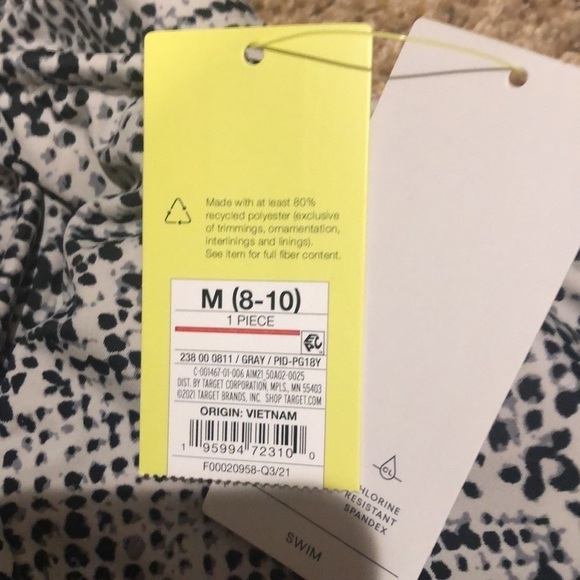 Made with at least 80%
recycled polyester (exclusive
of trimmings, ornamentation,
interlinings and linings).
See item for full fiber content.
M (8-10)
1 PIECE
238 00 0811 / GRAY / PID-PG18Y
C-001467-01-006 AIM21 50A02-0025
DIST. BY TARGET CORPORATION, MPLS., MN 55403
©2021 TARGET BRANDS, INC. SHOP TARGET.COM
ORIGIN: VIETNAM
1 95994 72310 0
F00020958-Q3/21
CL
HLORINE
RESISTANT
SPANDEX
SWIM